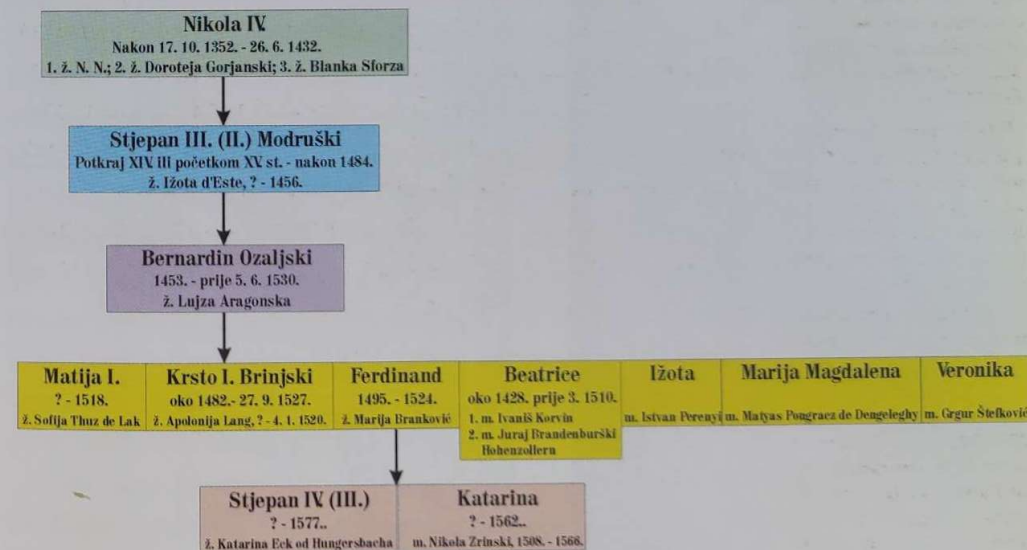 Nikola IV.
Nakon 17. 10. 1352. - 26. 6. 1432.
1. ž. N. N.; 2. ž. Doroteja Gorjanski; 3. ž. Blanka Sforza
Stjepan III. (II.) Modruški
Potkraj XIV. ili početkom XV. st. - nakon 1484.
ž. Ižota d'Este, ? - 1456.
Bernardin Ozaljski
1453. - prije 5. 6. 1530.
ž. Lujza Aragonska
Matija I.
? - 1518.
ž. Sofija Thuz de Lak
Krsto I. Brinjski
oko 1482.- 27. 9. 1527.
ž. Apolonija Lang, ? - 4. 1. 1520.
Ferdinand
1495. - 1524.
ž. Marija Branković
Beatrice
oko 1428. prije 3. 1510.
1. m. Ivaniš Korvin
2. m. Juraj Brandenburški
Hohenzollern
Ižota
m. Istvan Perenyi
Marija Magdalena
m. Matyas Pongracz de Dengeleghy
Veronika
m. Grgur Štefković
Stjepan IV. (III.)
? - 1577..
ž. Katarina Eck od Hungersbacha
Katarina
? - 1562..
m. Nikola Zrinski, 1508. - 1566.